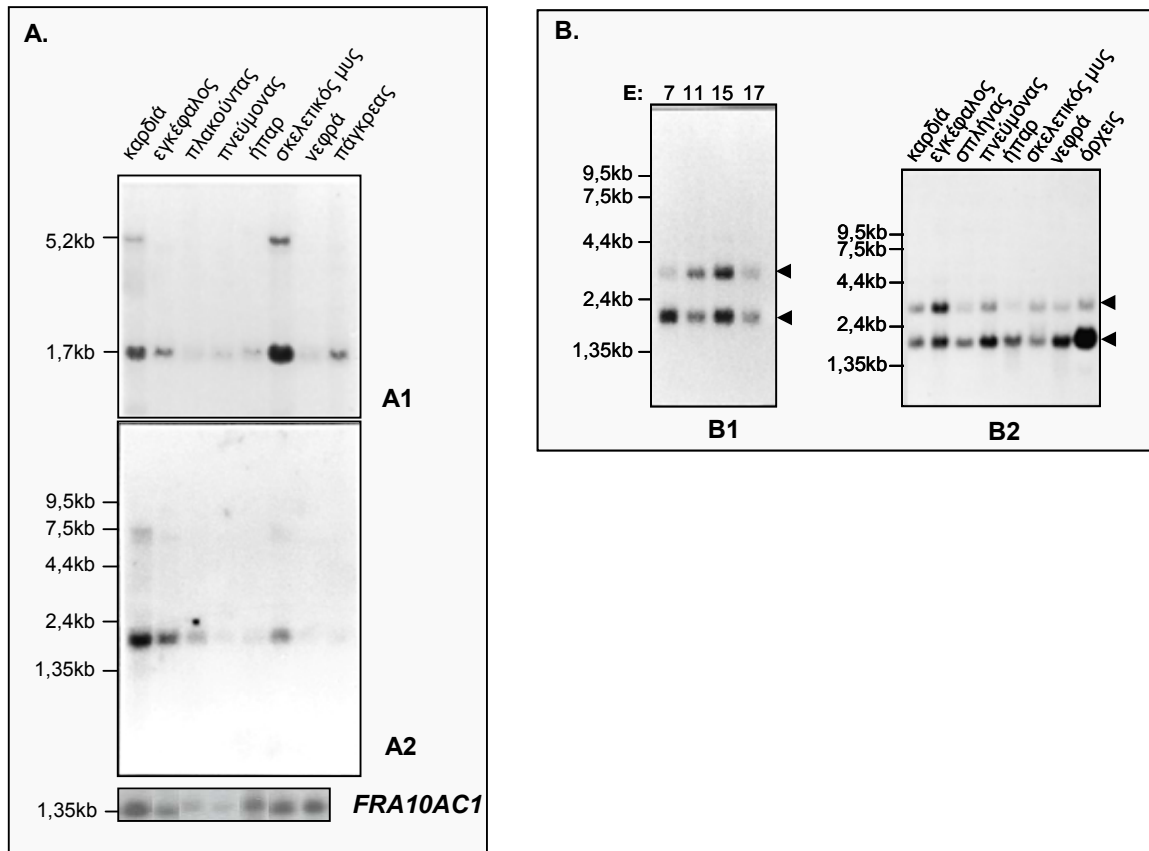 A.
καρδιά
εγκέφαλος
πλακούντας
πνεύμονας
ήπαρ
σκελετικός μυς
νεφρά
πάγκρεας
5,2kb
1,7kb
A1
9,5kb
7,5kb
4,4kb
2,4kb
1,35kb
A2
1,35kb
FRA10AC1
B.
E: 7 11 15 17
9,5kb
7,5kb
4,4kb
2,4kb
1,35kb
B1
καρδιά
εγκέφαλος
σπλήνας
πνεύμονας
ήπαρ
σκελετικός μυς
νεφρά
όρχεις
9,5kb
7,5kb
4,4kb
2,4kb
1,35kb
B2